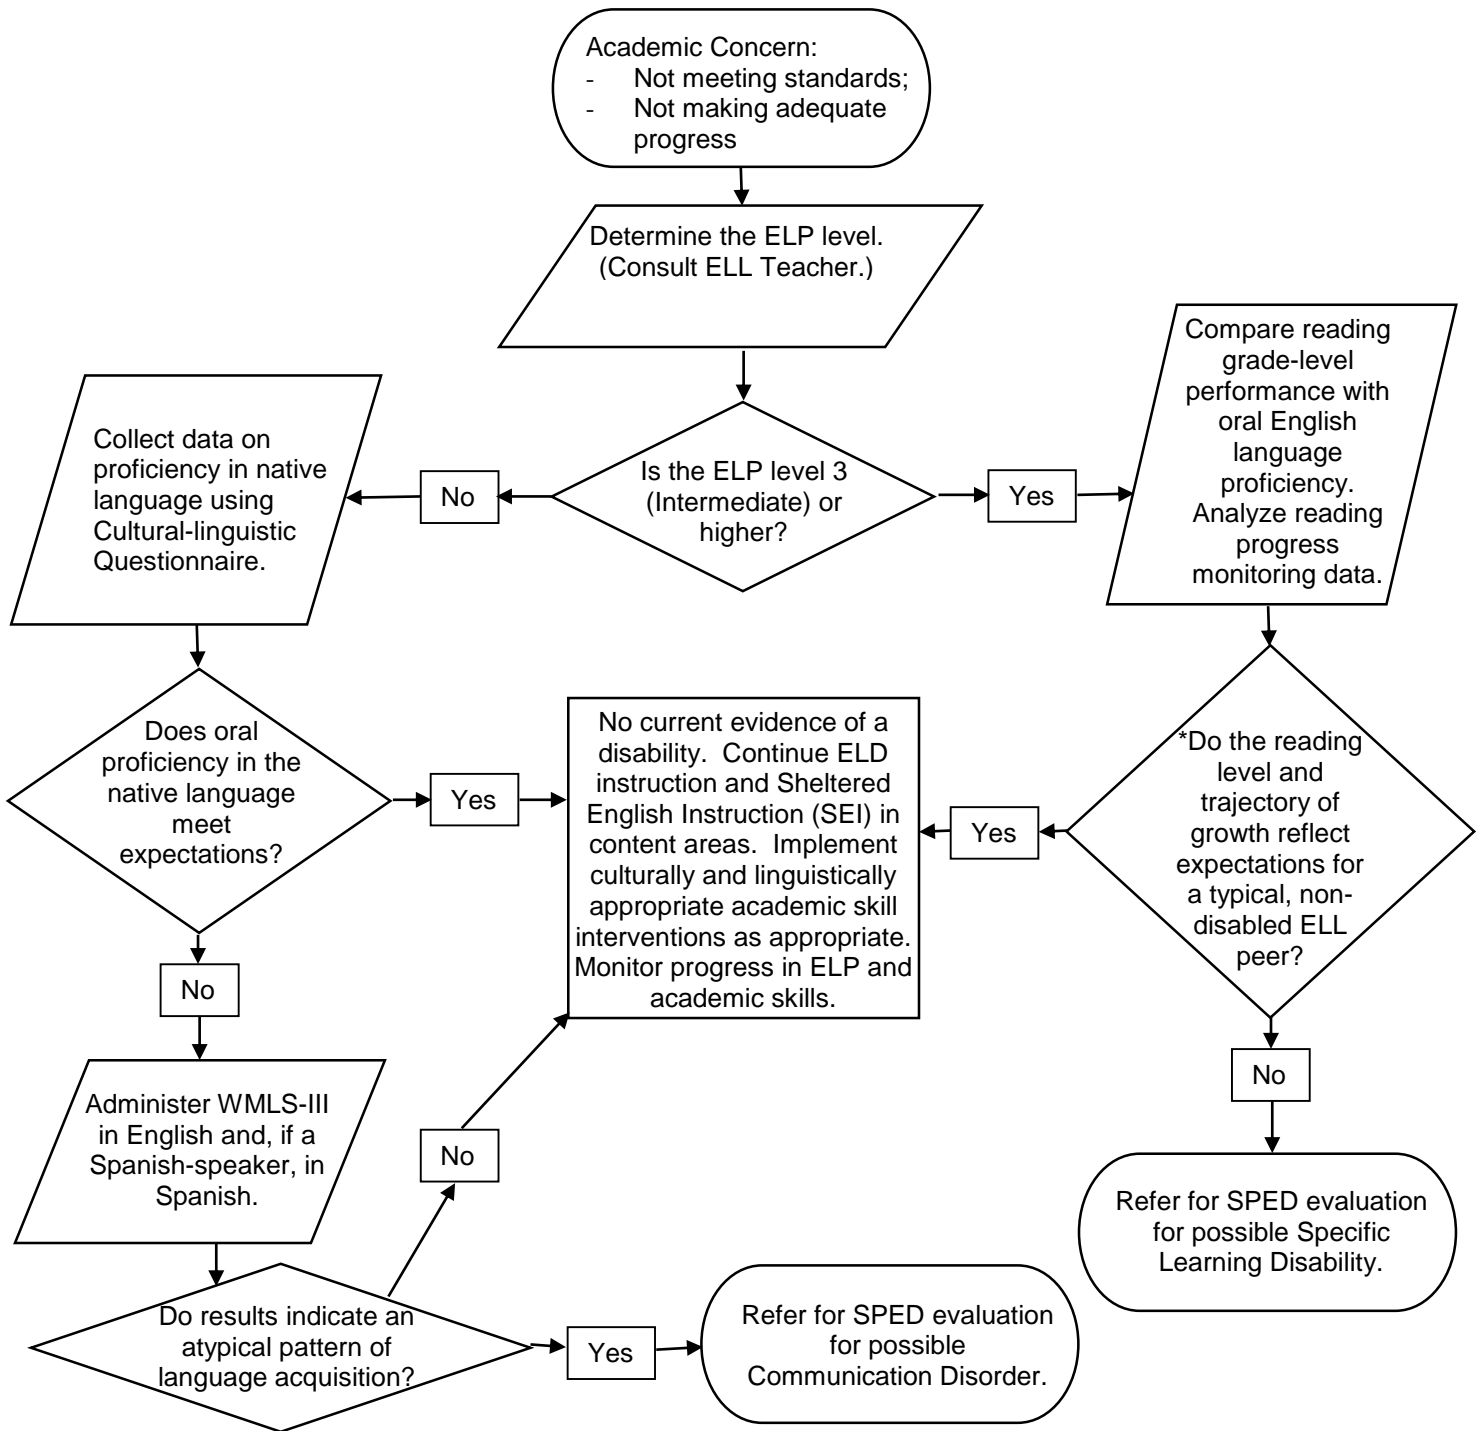 Academic Concern:
- Not meeting standards;
- Not making adequate
progress
Determine the ELP level.
(Consult ELL Teacher.)
Compare reading
grade-level
performance with
oral English
language
proficiency.
Analyze reading
progress
monitoring data.
Collect data on
proficiency in native
language using
Cultural-linguistic
Questionnaire.
No
Is the ELP level 3
(Intermediate) or
higher?
Yes
Does oral
proficiency in the
native language
meet
expectations?
Yes
No current evidence of a
disability. Continue ELD
instruction and Sheltered
English Instruction (SEI) in
content areas. Implement
culturally and linguistically
appropriate academic skill
interventions as appropriate.
Monitor progress in ELP and
academic skills.
Yes
*Do the reading
level and
trajectory of
growth reflect
expectations for
a typical, non-
disabled ELL
peer?
No
No
Administer WMLS-III
in English and, if a
Spanish-speaker, in
Spanish.
No
Refer for SPED evaluation
for possible Specific
Learning Disability.
Do results indicate an
atypical pattern of
language acquisition?
Yes
Refer for SPED evaluation
for possible
Communication Disorder.